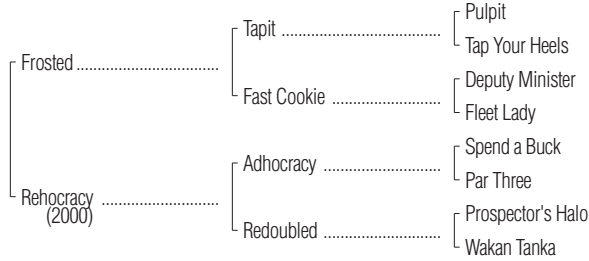 Pulpit
Tapit
Tap Your Heels
Frosted
Deputy Minister
Fast Cookie
Fleet Lady
Spend a Buck
Adhocracy
Par Three
Rehocracy
(2000)
Prospector's Halo
Redoubled
Wakan Tanka